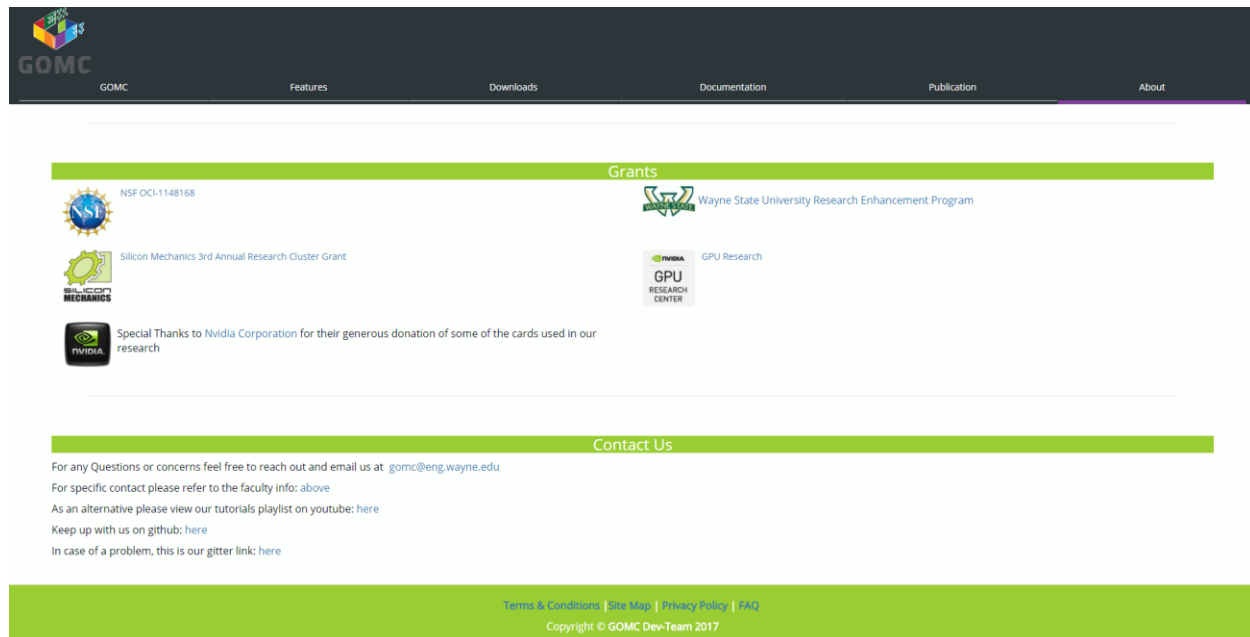 GOMC
GOMC Features Downloads Documentation Publication About
Grants
NSF
NSF OCI-1148168
WAYNE STATE
Wayne State University Research Enhancement Program
SILICON
MECHANICS
Silicon Mechanics 3rd Annual Research Cluster Grant
NVIDIA
GPU
RESEARCH
CENTER
GPU Research
NVIDIA.
Special Thanks to Nvidia Corporation for their generous donation of some of the cards used in our
research
Contact Us
For any Questions or concerns feel free to reach out and email us at gomc@eng.wayne.edu
For specific contact please refer to the faculty info: above
As an alternative please view our tutorials playlist on youtube: here
Keep up with us on github: here
In case of a problem, this is our gitter link: here
Terms & Conditions |Site Map | Privacy Policy | FAQ
Copyright © GOMC Dev-Team 2017